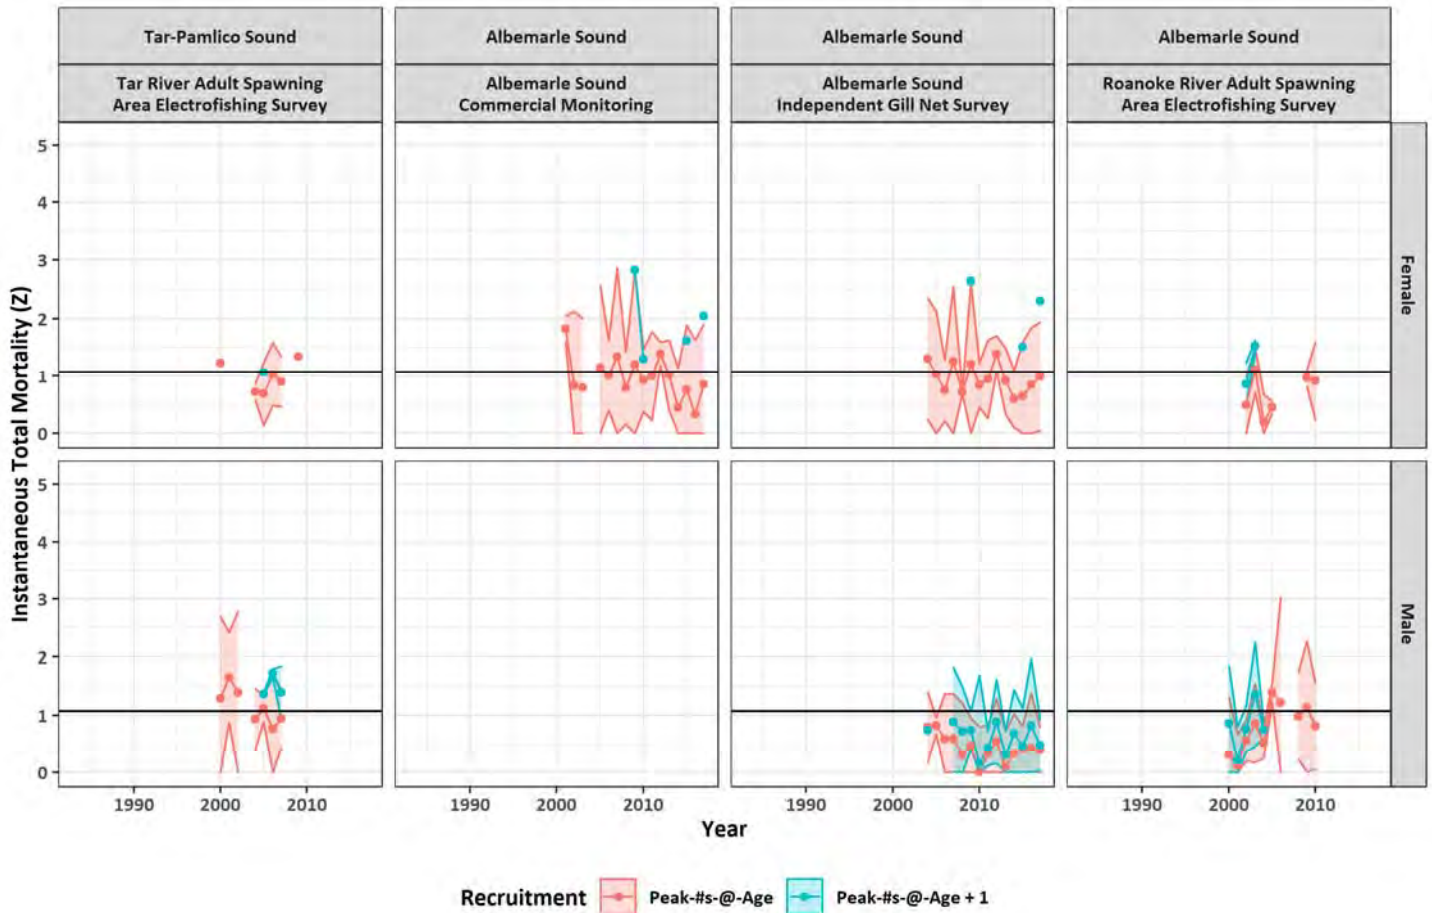 Tar-Pamlico Sound
Albemarle Sound
Albemarle Sound
Albemarle Sound
Tar River Adult Spawning
Area Electrofishing Survey
Albemarle Sound
Commercial Monitoring
Albemarle Sound
Independent Gill Net Survey
Roanoke River Adult Spawning
Area Electrofishing Survey
Instantaneous Total Mortality (Z)
5
4
3
2
1
0
Female
5
4
3
2
1
0
Male
1990
2000
2010
1990
2000
2010
1990
2000
2010
1990
2000
2010
Year
Recruitment
Peak-#s-@-Age
Peak-#s-@-Age + 1